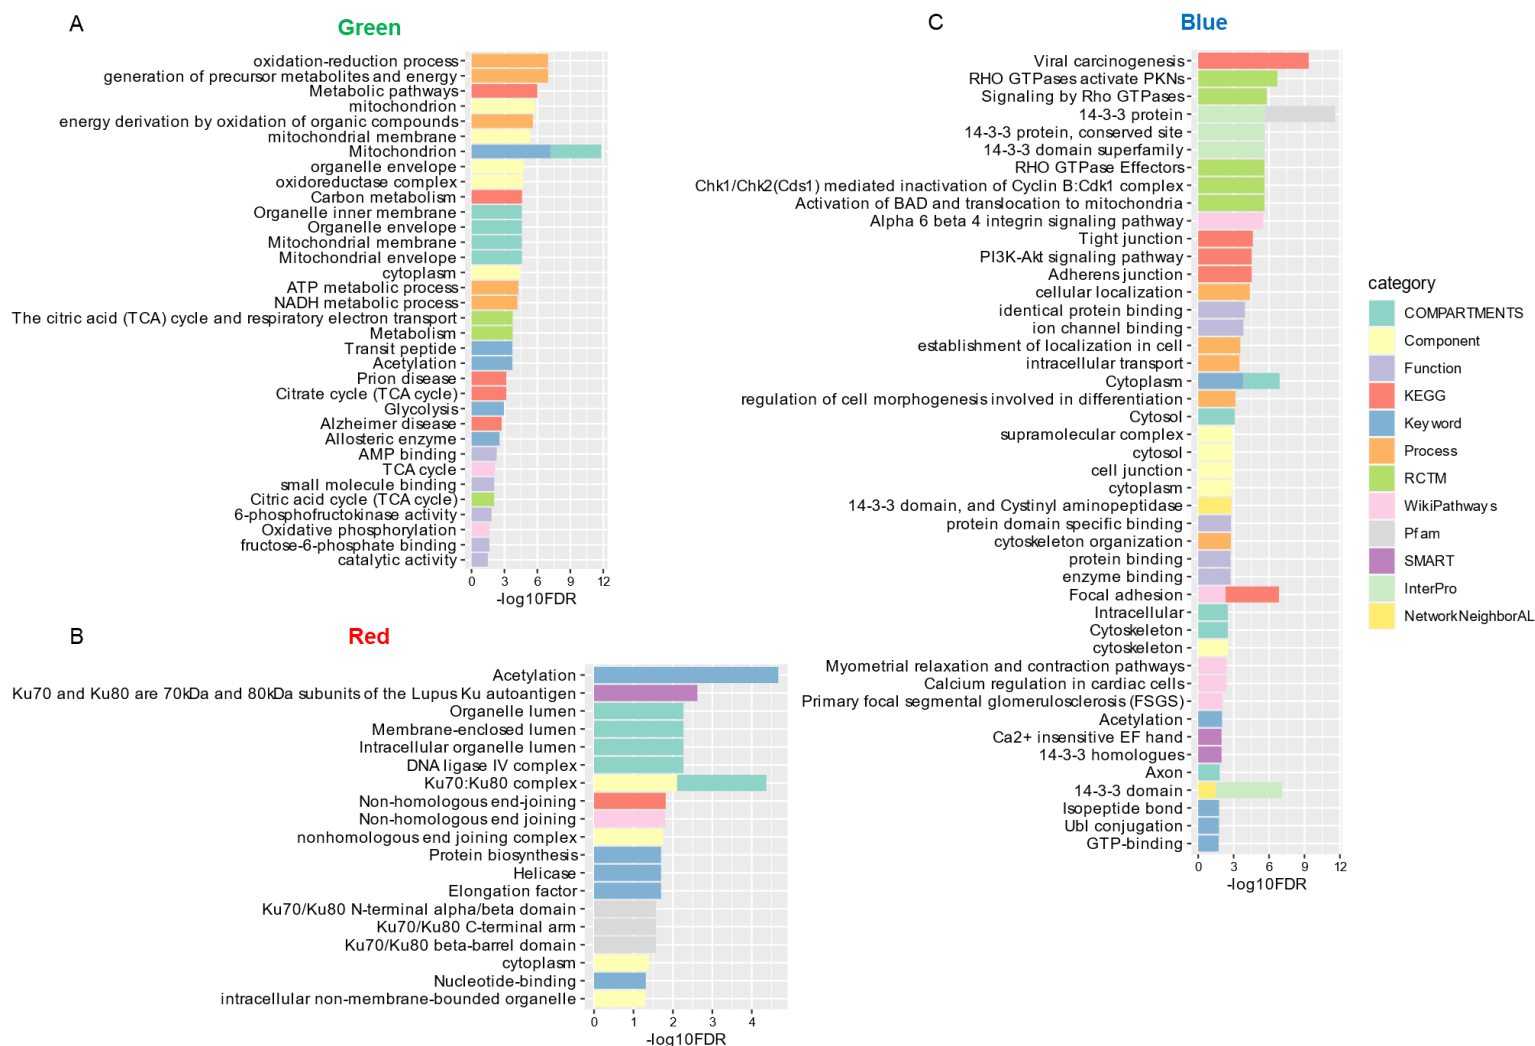 A
Green
oxidation-reduction process
generation of precursor metabolites and energy
Metabolic pathways
mitochondrion
energy derivation by oxidation of organic compounds
mitochondrial membrane
Mitochondrion
organelle envelope
oxidoreductase complex
Carbon metabolism
Organelle inner membrane
Organelle envelope
Mitochondrial membrane
Mitochondrial envelope
cytoplasm
ATP metabolic process
NADH metabolic process
The citric acid (TCA) cycle and respiratory electron transport
Metabolism
Transit peptide
Acetylation
Prion disease
Citrate cycle (TCA cycle)
Glycolysis
Alzheimer disease
Allosteric enzyme
AMP binding
TCA cycle
small molecule binding
Citric acid cycle (TCA cycle)
6-phosphofructokinase activity
Oxidative phosphorylation
fructose-6-phosphate binding
catalytic activity
0 3 6 9 12
-log10FDR
B
Red
Acetylation
Ku70 and Ku80 are 70kDa and 80kDa subunits of the Lupus Ku autoantigen
Organelle lumen
Membrane-enclosed lumen
Intracellular organelle lumen
DNA ligase IV complex
Ku70:Ku80 complex
Non-homologous end-joining
Non-homologous end joining
nonhomologous end joining complex
Protein biosynthesis
Helicase
Elongation factor
Ku70/Ku80 N-terminal alpha/beta domain
Ku70/Ku80 C-terminal arm
Ku70/Ku80 beta-barrel domain
cytoplasm
Nucleotide-binding
intracellular non-membrane-bounded organelle
0 1 2 3 4
-log10FDR
C
Blue
Viral carcinogenesis
RHO GTPases activate PKNs
Signaling by Rho GTPases
14-3-3 protein
14-3-3 protein, conserved site
14-3-3 domain superfamily
RHO GTPase Effectors
Chk1/Chk2(Cds1) mediated inactivation of Cyclin B:Cdk1 complex
Activation of BAD and translocation to mitochondria
Alpha 6 beta 4 integrin signaling pathway
Tight junction
PI3K-Akt signaling pathway
Adherens junction
cellular localization
identical protein binding
ion channel binding
establishment of localization in cell
intracellular transport
Cytoplasm
regulation of cell morphogenesis involved in differentiation
Cytosol
supramolecular complex
cytosol
cell junction
cytoplasm
14-3-3 domain, and Cystinyl aminopeptidase
protein domain specific binding
cytoskeleton organization
protein binding
enzyme binding
Focal adhesion
Intracellular
Cytoskeleton
cytoskeleton
Myometrial relaxation and contraction pathways
Calcium regulation in cardiac cells
Primary focal segmental glomerulosclerosis (FSGS)
Acetylation
Ca2+ insensitive EF hand
14-3-3 homologues
Axon
14-3-3 domain
Isopeptide bond
Ubl conjugation
GTP-binding
0 3 6 9 12
-log10FDR
category
COMPARTMENTS
Component
Function
KEGG
Keyword
Process
RCTM
WikiPathways
Pfam
SMART
InterPro
NetworkNeighborAL